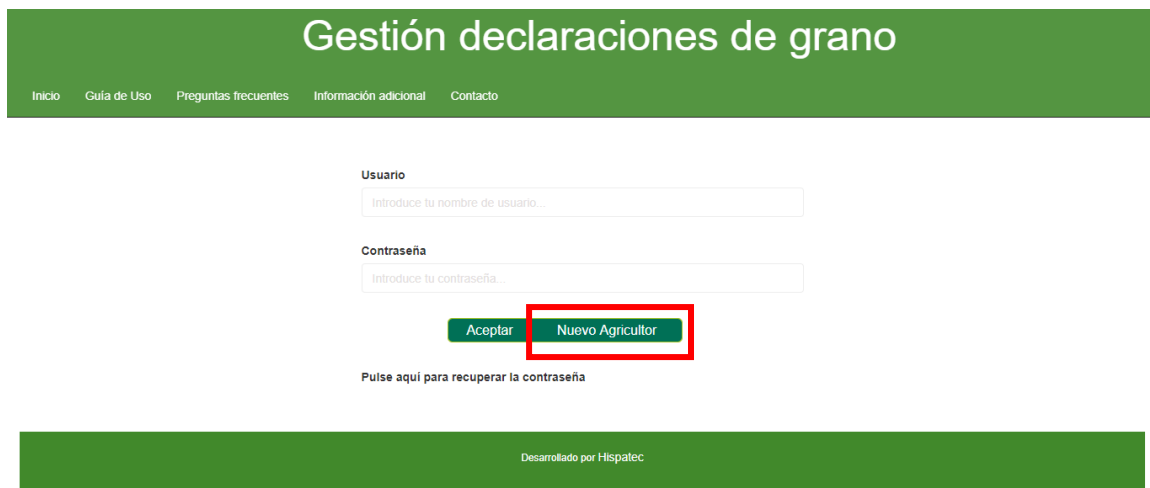 Gestión declaraciones de grano
Inicio Guía de Uso Preguntas frecuentes Información adicional Contacto
Usuario
Introduce tu nombre de usuario...
Contraseña
Introduce tu contraseña...
Aceptar Nuevo Agricultor
Pulse aquí para recuperar la contraseña
Desarrollado por Hispatec